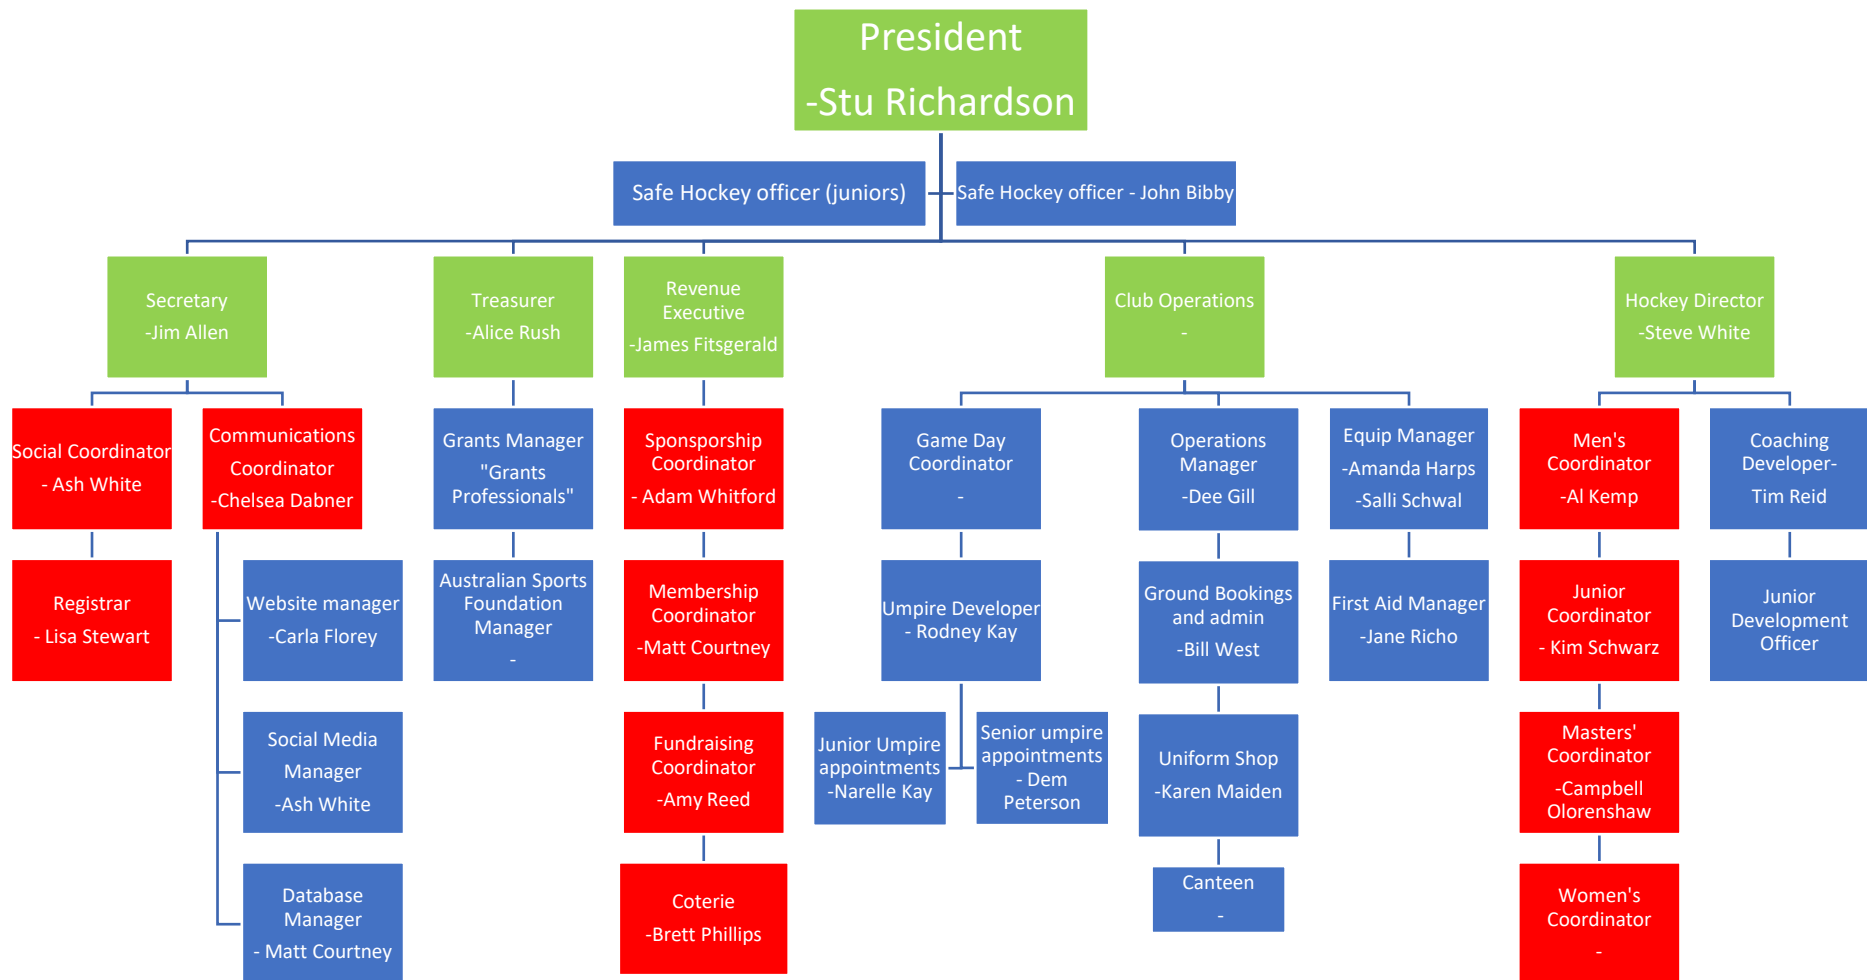 President
-Stu Richardson
Safe Hockey officer (juniors)
Safe Hockey officer - John Bibby
Secretary
-Jim Allen
Treasurer
-Alice Rush
Revenue
Executive
-James Fitsgerald
Club Operations
-
Hockey Director
-Steve White
Social Coordinator
- Ash White
Communications
Coordinator
-Chelsea Dabner
Grants Manager
"Grants
Professionals"
Sponsporship
Coordinator
- Adam Whitford
Game Day
Coordinator
-
Operations
Manager
-Dee Gill
Equip Manager
-Amanda Harps
-Salli Schwal
Men's
Coordinator
-Al Kemp
Coaching
Developer-
Tim Reid
Registrar
- Lisa Stewart
Website manager
-Carla Florey
Australian Sports
Foundation
Manager
-
Membership
Coordinator
-Matt Courtney
Umpire Developer
- Rodney Kay
Ground Bookings
and admin
-Bill West
First Aid Manager
-Jane Richo
Junior
Coordinator
- Kim Schwarz
Junior
Development
Officer
Social Media
Manager
-Ash White
Fundraising
Coordinator
-Amy Reed
Junior Umpire
appointments
-Narelle Kay
Senior umpire
appointments
- Dem
Peterson
Uniform Shop
-Karen Maiden
Masters'
Coordinator
-Campbell
Olorenshaw
Database
Manager
- Matt Courtney
Coterie
-Brett Phillips
Canteen
-
Women's
Coordinator
-